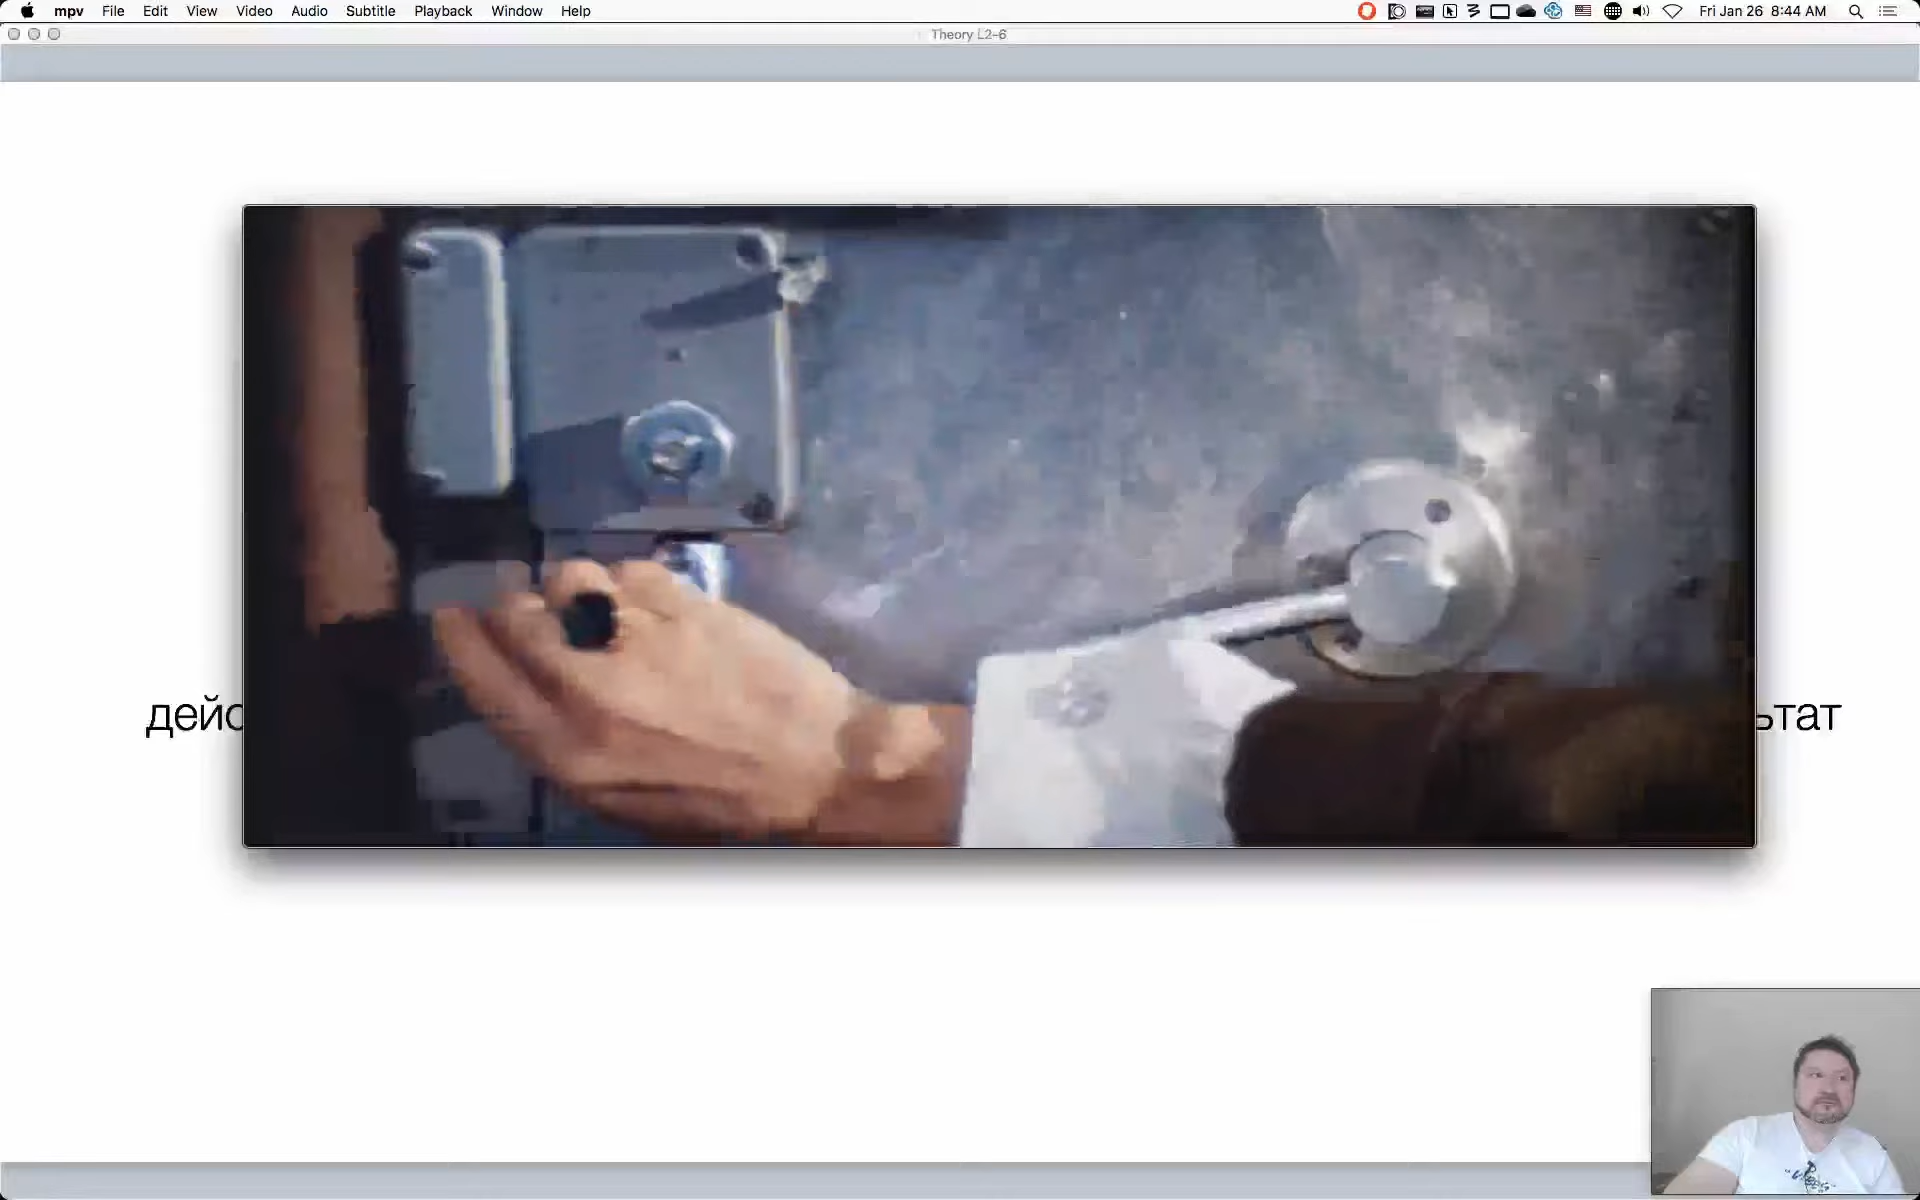 mpv File Edit View Video Audio Subtitle Playback Window Help Fri Jan 26 8:44 AM
Theory L2-6
дейс
ьтат